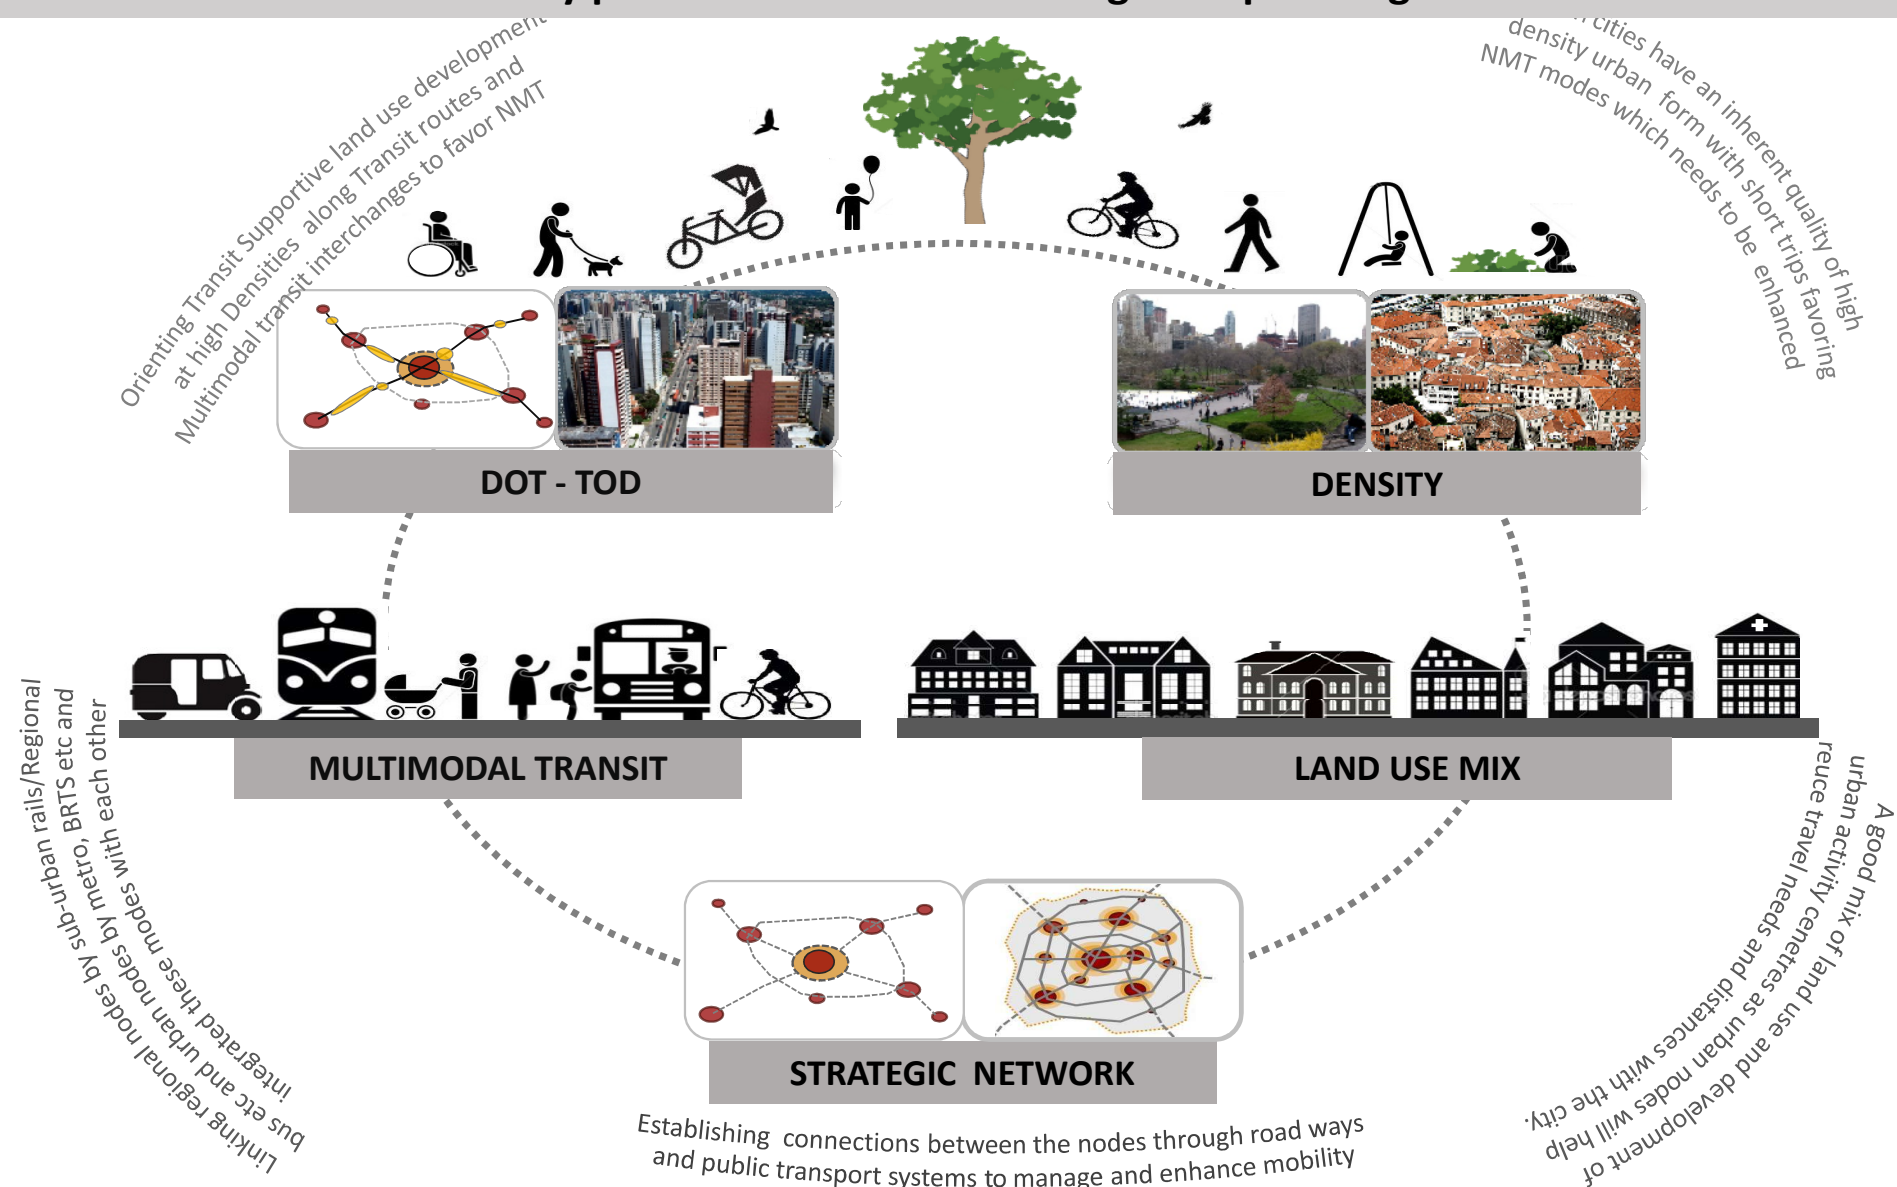 Orienting Transit Supportive land use development
at high Densities along Transit routes and
Multimodal transit interchanges to favor NMT
cities have an inherent quality of high
density urban form with short trips favoring
NMT modes which needs to be enhanced
DOT - TOD
DENSITY
MULTIMODAL TRANSIT
LAND USE MIX
Linking regional nodes by sub-urban rails/Regional
bus etc and urban nodes by metro, BRTS etc and
integrated these modes with each other
A good mix of land use and development of
urban activity cenetres as urban nodes will help
reuce travel needs and distances with the city.
STRATEGIC NETWORK
Establishing connections between the nodes through road ways
and public transport systems to manage and enhance mobility